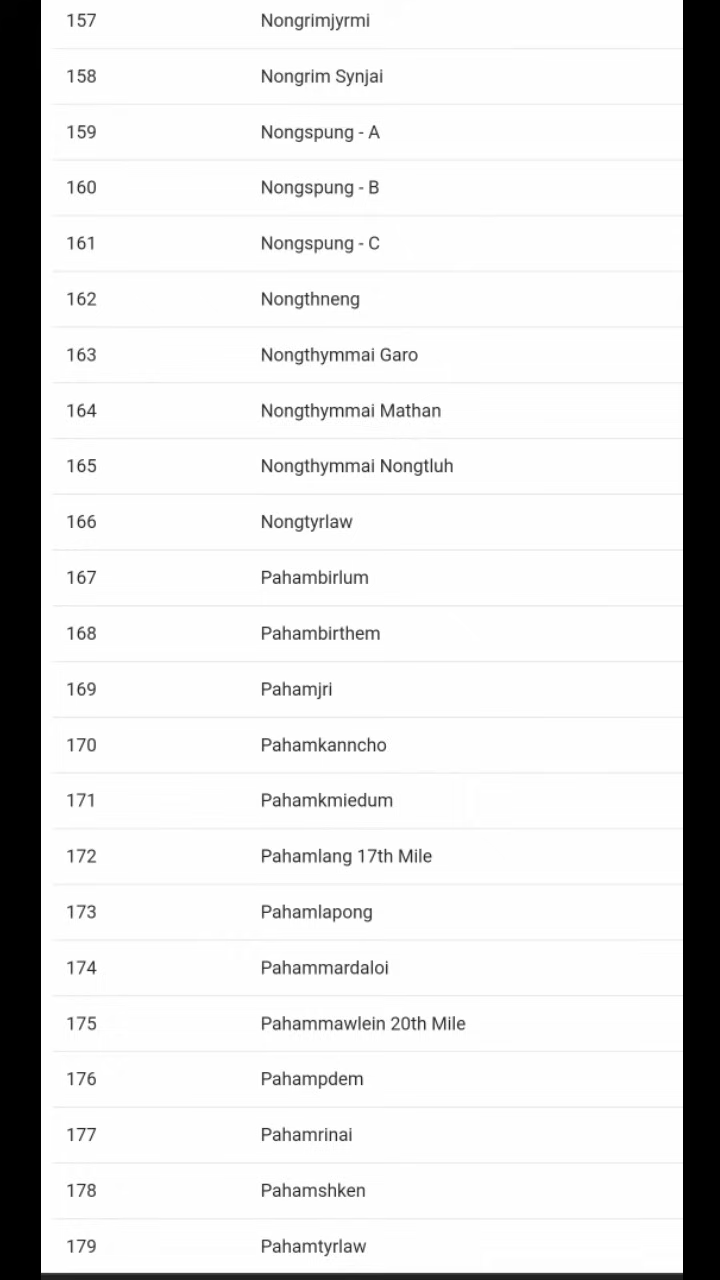 157 Nongrimjyrmi
158 Nongrim Synjai
159 Nongspung - A
160 Nongspung - B
161 Nongspung - C
162 Nongthneng
163 Nongthymmai Garo
164 Nongthymmai Mathan
165 Nongthymmai Nongtluh
166 Nongtyrlaw
167 Pahambirlum
168 Pahambirthem
169 Pahamjri
170 Pahamkanncho
171 Pahamkmiedum
172 Pahamlang 17th Mile
173 Pahamlapong
174 Pahammardaloi
175 Pahammawlein 20th Mile
176 Pahampdem
177 Pahamrinai
178 Pahamshken
179 Pahamtyrlaw